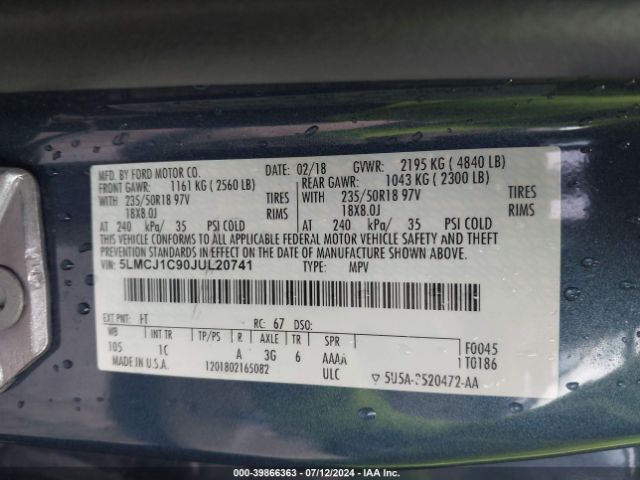 MFD. BY FORD MOTOR CO. DATE: 02/18 GVWR: 2195 KG ( 4840 LB)
FRONT GAWR: 1161 KG ( 2560 LB) REAR GAWR: 1043 KG ( 2300 LB)
WITH 235/50R18 97V TIRES WITH 235/50R18 97V TIRES
18X8.0J RIMS 18X8.0J RIMS
AT 240 kPa/ 35 PSI COLD AT 240 kPa/ 35 PSI COLD
THIS VEHICLE CONFORMS TO ALL APPLICABLE FEDERAL MOTOR VEHICLE SAFETY AND THEFT
PREVENTION STANDARDS IN EFFECT ON THE DATE OF MANUFACTURE SHOWN ABOVE.
VIN: 5LMCJ1C90JUL20741 TYPE: MPV
EXT PNT: FT RC: 67 DSO:
WB INT TR TP/PS R AXLE TR SPR F0045
105 1C A 3G 6 AAAA 1T0186
MADE IN U.S.A. 1201802165082 ULC 5U5A-3520472-AA
000-39866363 - 07/12/2024 - IAA Inc.